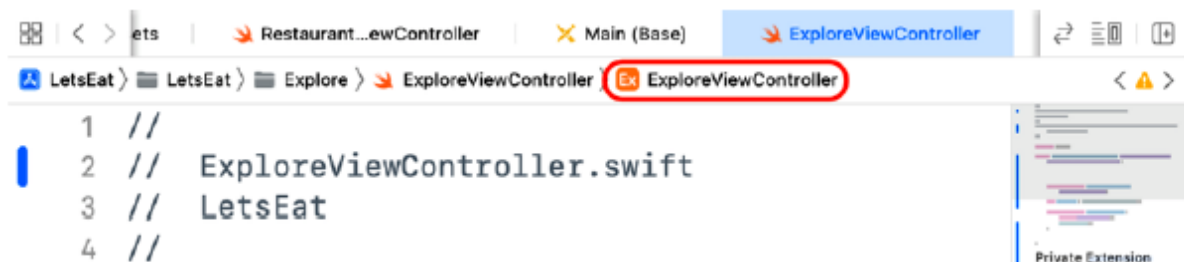 ets Restaurant...ewController Main (Base) ExploreViewController
LetsEat 〉 LetsEat 〉 Explore 〉 ExploreViewController 〉 Ex ExploreViewController
1 //
2 // ExploreViewController.swift
3 // LetsEat
4 //
Private Extension